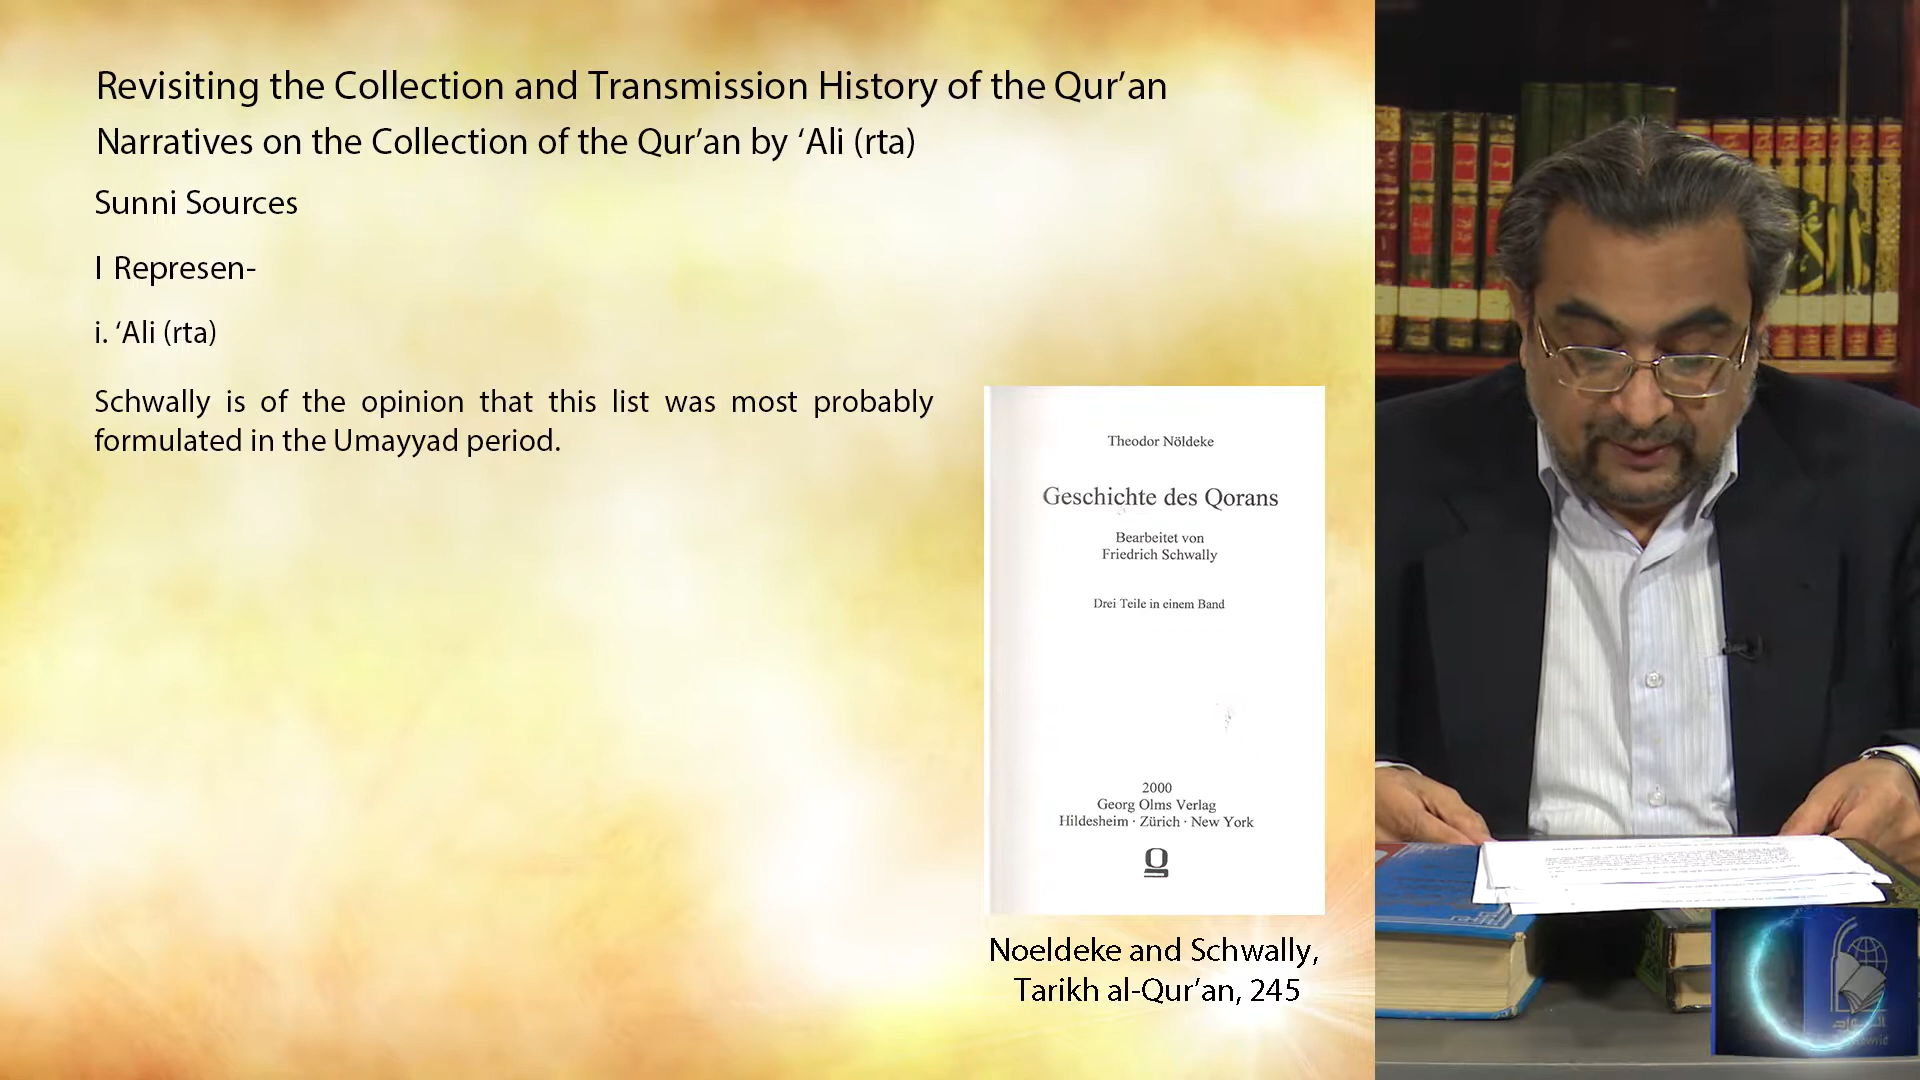 Revisiting the Collection and Transmission History of the Qur’an
Narratives on the Collection of the Qur’an by ‘Ali (rta)
Sunni Sources
I Represen-
i. ‘Ali (rta)
Schwally is of the opinion that this list was most probably
formulated in the Umayyad period.
Theodor Nöldeke
Geschichte des Qorans
Bearbeitet von
Friedrich Schwally
Drei Teile in einem Band
2000
Georg Olms Verlag
Hildesheim · Zürich · New York
Noeldeke and Schwally,
Tarikh al-Qur’an, 245